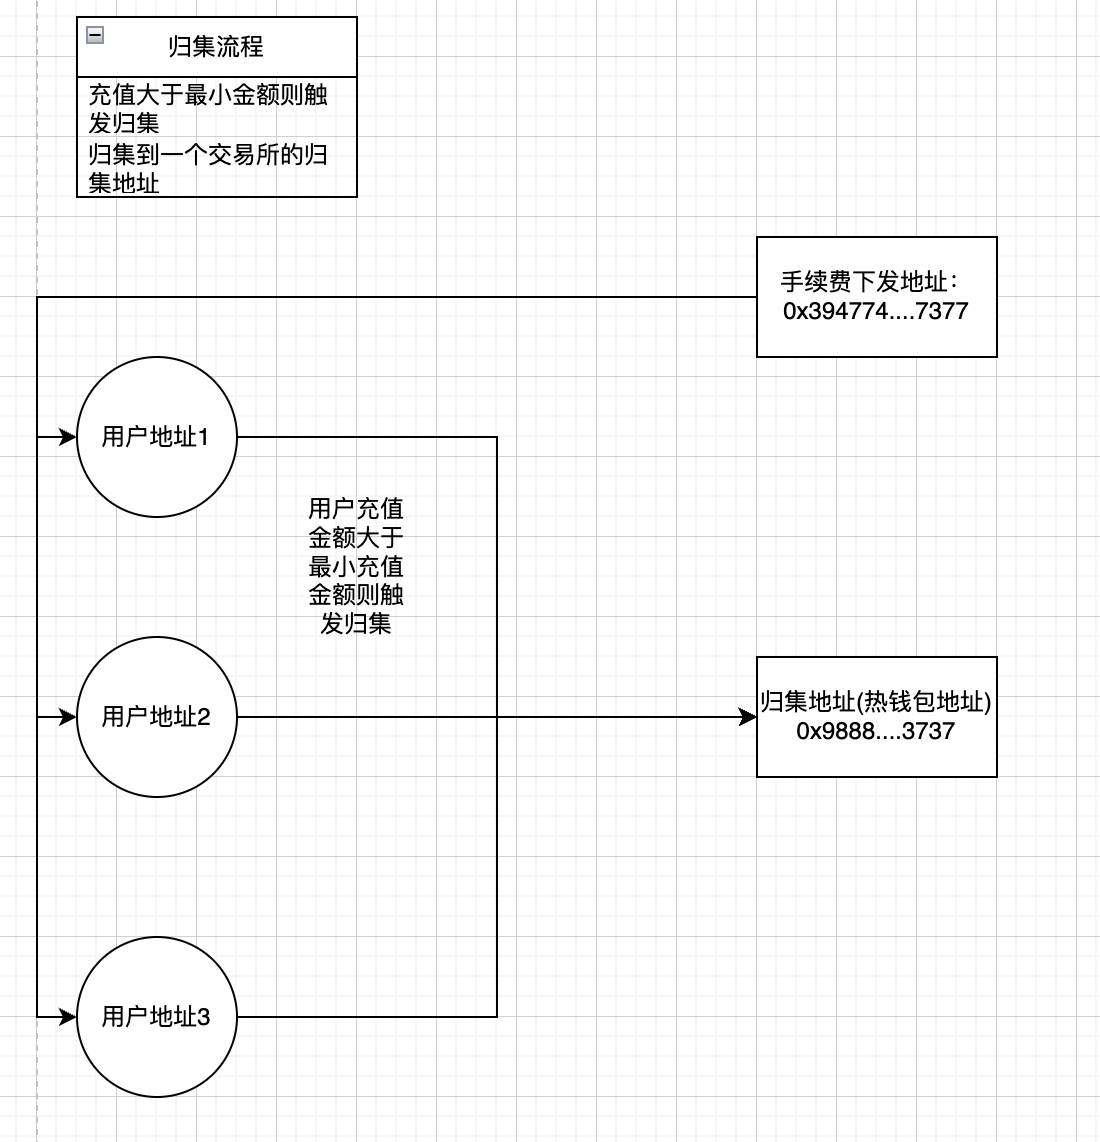 归集流程
充值大于最小金额则触
发归集
归集到一个交易所的归
集地址
手续费下发地址：
0x394774....7377
用户地址1
用户充值
金额大于
最小充值
金额则触
发归集
用户地址2
归集地址(热钱包地址)
0x9888....3737
用户地址3